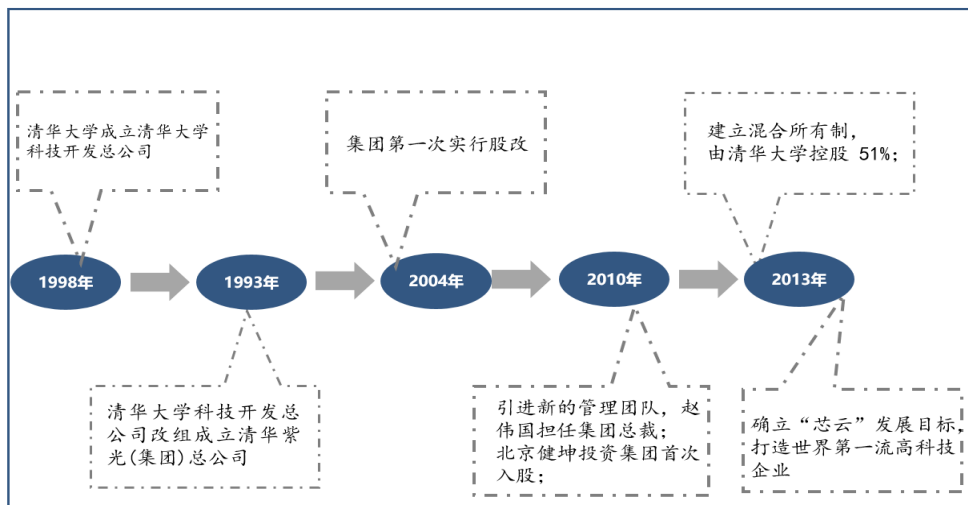 清华大学成立清华大学
科技开发总公司
集团第一次实行股改
建立混合所有制,
由清华大学控股 51%;
1998年
1993年
2004年
2010年
2013年
清华大学科技开发总
公司改组成立清华紫
光(集团)总公司
引进新的管理团队, 赵
伟国担任集团总裁;
北京健坤投资集团首次
入股;
确立“芯云”发展目标,
打造世界第一流高科技
企业